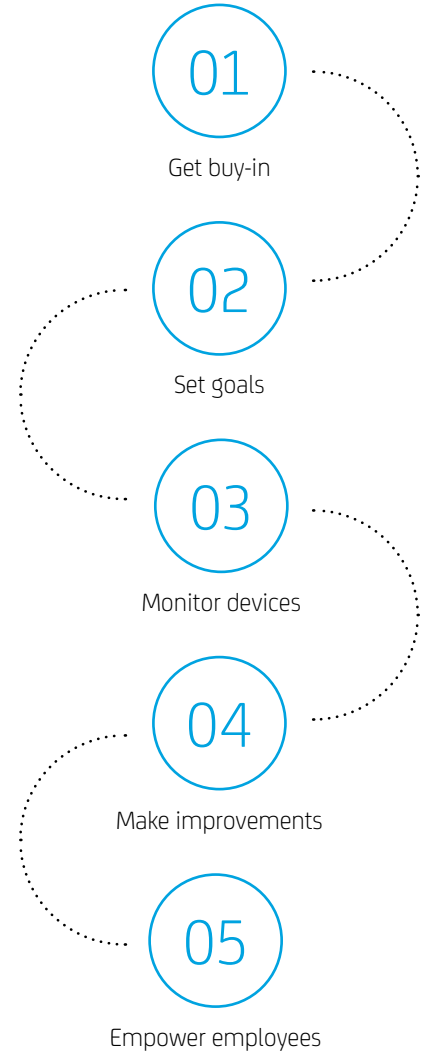 01
Get buy-in
02
Set goals
03
Monitor devices
04
Make improvements
05
Empower employees